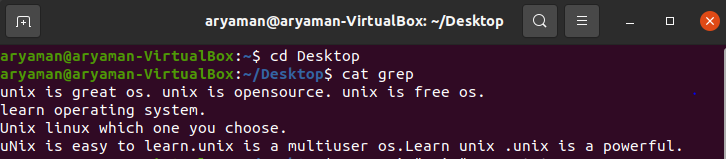 aryaman@aryaman-VirtualBox: ~/Desktop
aryaman@aryaman-VirtualBox:~$ cd Desktop
aryaman@aryaman-VirtualBox:~/Desktop$ cat grep
unix is great os. unix is opensource. unix is free os.
learn operating system.
Unix linux which one you choose.
uNix is easy to learn.unix is a multiuser os.Learn unix .unix is a powerful.